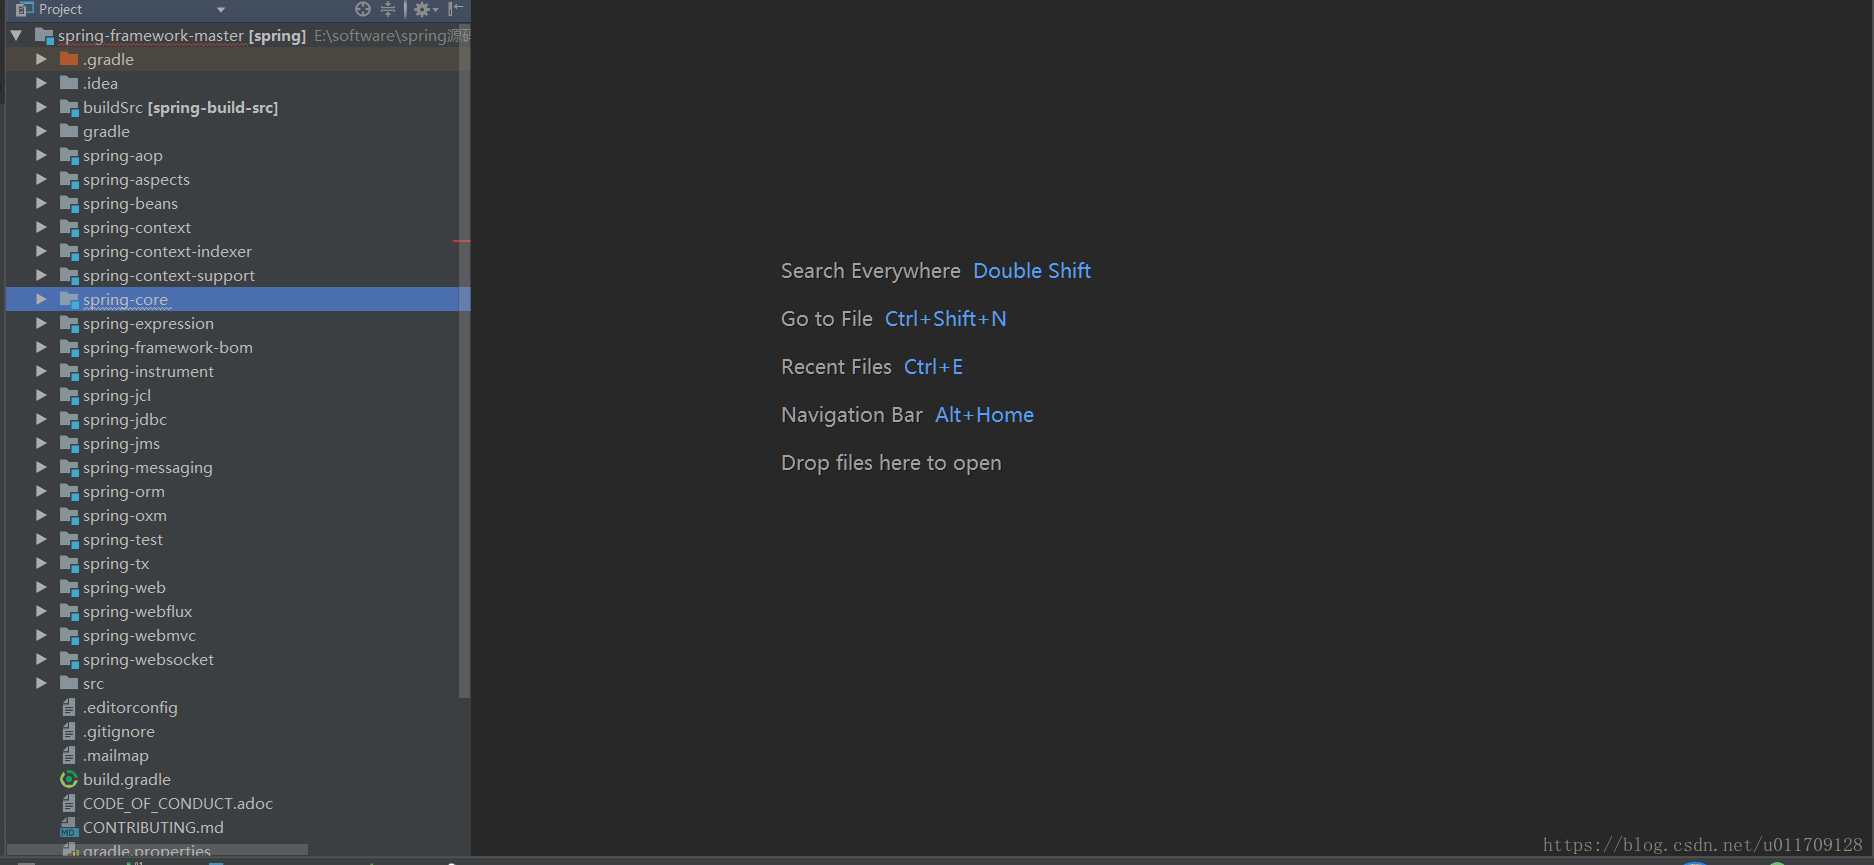 Project
spring-framework-master [spring] E:\software\spring源码
.gradle
.idea
buildSrc [spring-build-src]
gradle
spring-aop
spring-aspects
spring-beans
spring-context
spring-context-indexer
spring-context-support
spring-core
spring-expression
spring-framework-bom
spring-instrument
spring-jcl
spring-jdbc
spring-jms
spring-messaging
spring-orm
spring-oxm
spring-test
spring-tx
spring-web
spring-webflux
spring-webmvc
spring-websocket
src
.editorconfig
.gitignore
.mailmap
build.gradle
CODE_OF_CONDUCT.adoc
MD CONTRIBUTING.md
gradle.properties
Search Everywhere Double Shift
Go to File Ctrl+Shift+N
Recent Files Ctrl+E
Navigation Bar Alt+Home
Drop files here to open
https://blog.csdn.net/u011709128